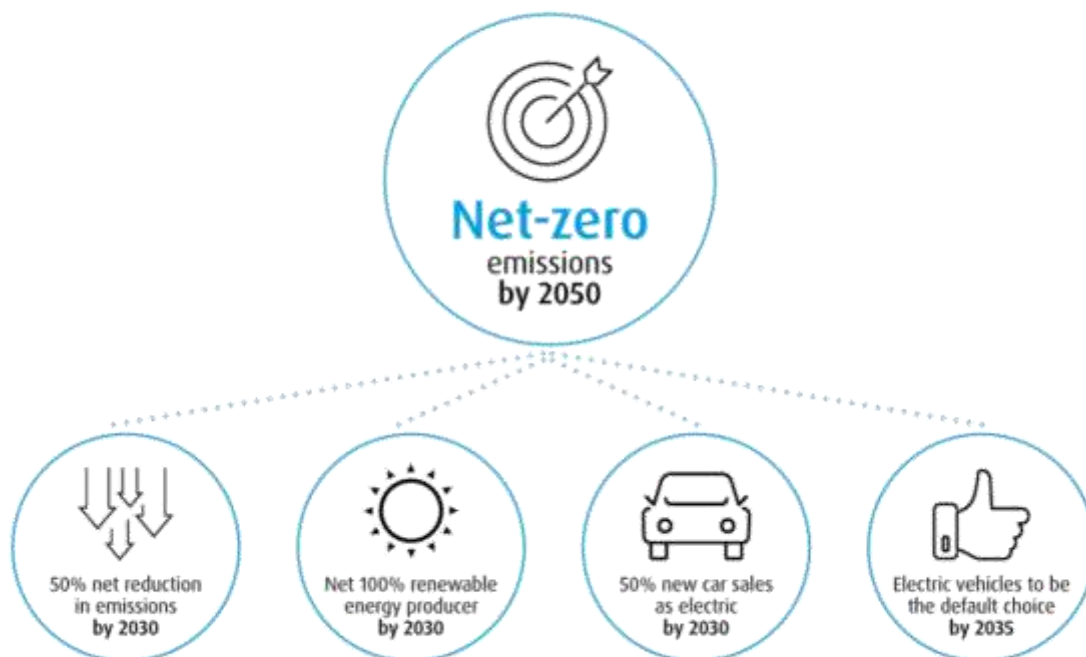 Net-zero
emissions
by 2050
50% net reduction
in emissions
by 2030
Net 100% renewable
energy producer
by 2030
50% new car sales
as electric
by 2030
Electric vehicles to be
the default choice
by 2035